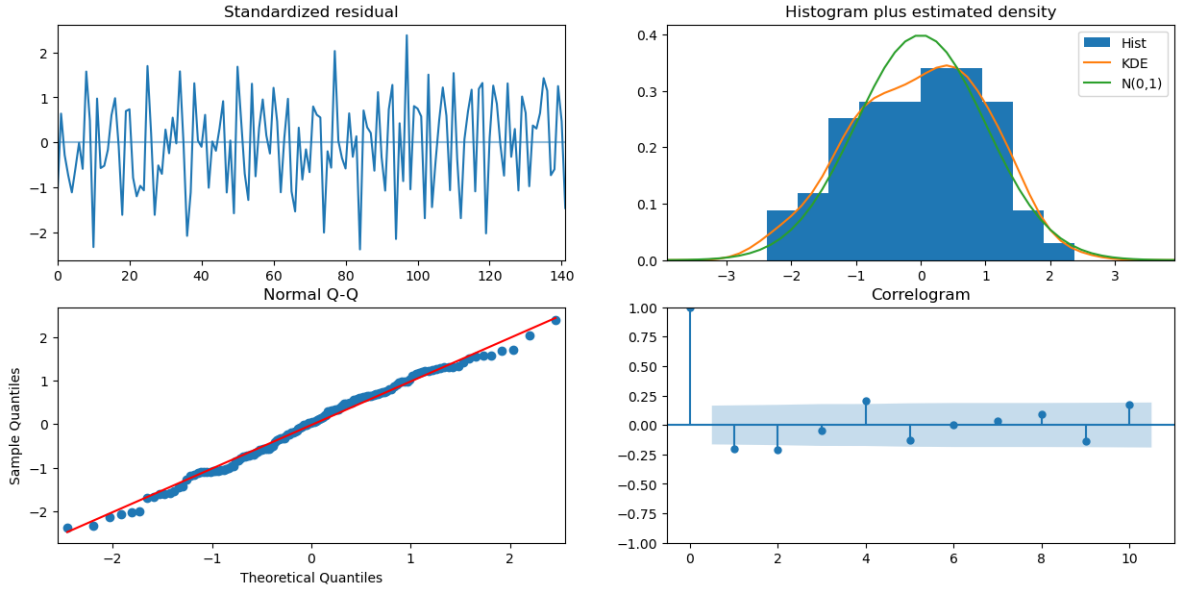 Standardized residual
2
1
0
−1
−2
0 20 40 60 80 100 120 140
Histogram plus estimated density
0.4
0.3
0.2
0.1
0.0
−3 −2 −1 0 1 2 3
Hist
KDE
N(0,1)
Normal Q-Q
Sample Quantiles
2
1
0
−1
−2
−2 −1 0 1 2
Theoretical Quantiles
Correlogram
1.00
0.75
0.50
0.25
0.00
−0.25
−0.50
−0.75
−1.00
0 2 4 6 8 10